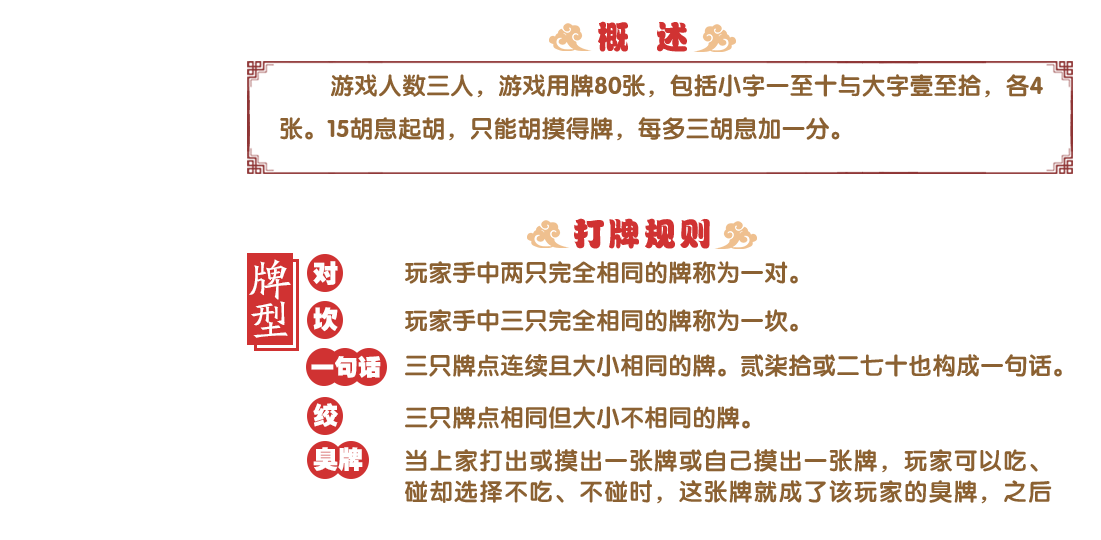 概 述
游戏人数三人，游戏用牌80张，包括小字一至十与大字壹至拾，各4
张。15胡息起胡，只能胡摸得牌，每多三胡息加一分。
打牌规则
牌型
对 玩家手中两只完全相同的牌称为一对。
坎 玩家手中三只完全相同的牌称为一坎。
一句话 三只牌点连续且大小相同的牌。贰柒拾或二七十也构成一句话。
绞 三只牌点相同但大小不相同的牌。
臭牌 当上家打出或摸出一张牌或自己摸出一张牌，玩家可以吃、
碰却选择不吃、不碰时，这张牌就成了该玩家的臭牌，之后